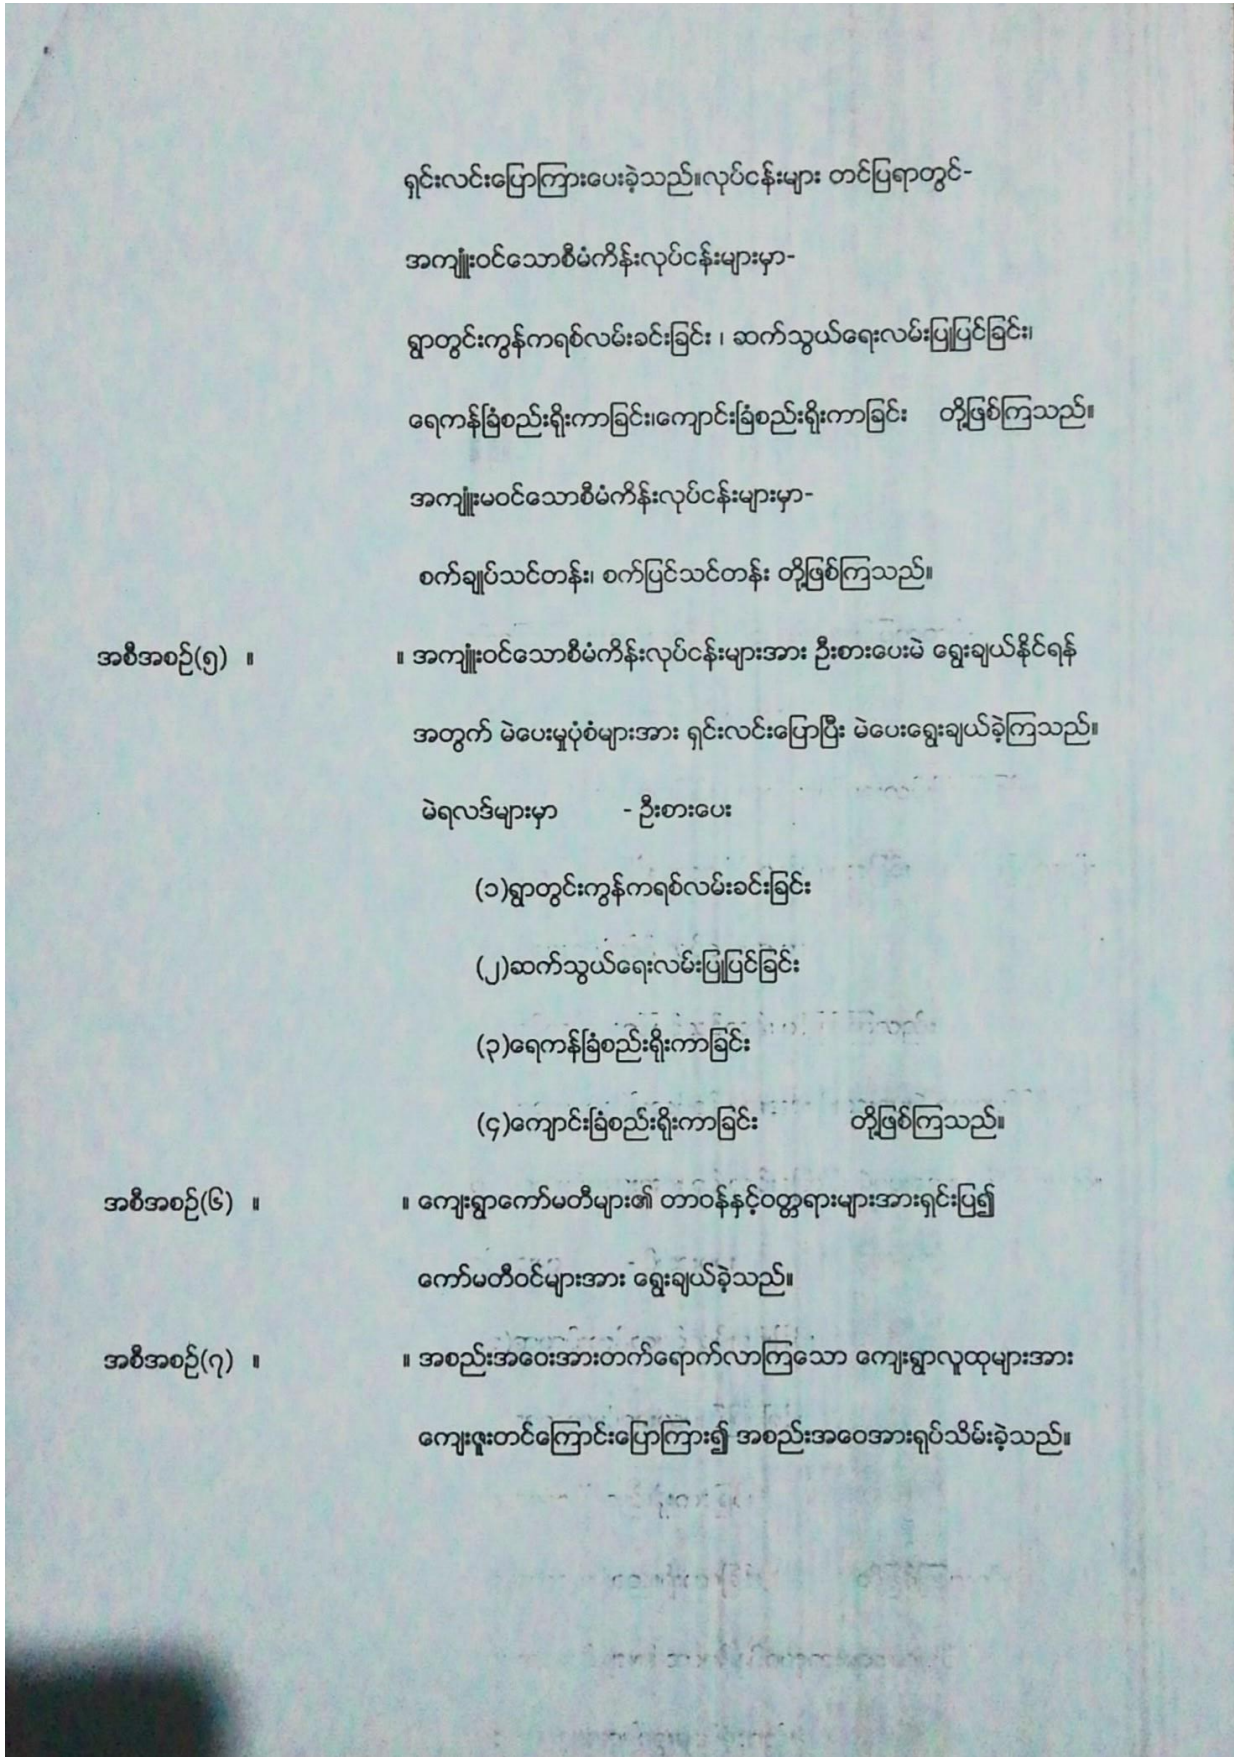 ရှင်းလင်းပြောကြားပေးခဲ့သည်။လုပ်ငန်းများ တင်ပြရာတွင်-
အကျူံးဝင်သောစီမံကိန်းလုပ်ငန်းများမှာ-
ရွာတွင်းကွန်ကရစ်လမ်းခင်းခြင်း ၊ ဆက်သွယ်ရေးလမ်းပြုပြင်ခြင်း၊
ရေကန်ခြံစည်းရိုးကာခြင်း၊ကျောင်းခြံစည်းရိုးကာခြင်း တို့ဖြစ်ကြသည်။
အကျူံးမဝင်သောစီမံကိန်းလုပ်ငန်းများမှာ-
စက်ချုပ်သင်တန်း၊ စက်ပြင်သင်တန်း တို့ဖြစ်ကြသည်။
အစီအစဉ်(၅) ။ ။ အကျူံးဝင်သောစီမံကိန်းလုပ်ငန်းများအား ဦးစားပေးမဲ ရွေးချယ်နိုင်ရန်
အတွက် မဲပေးမှုပုံစံများအား ရှင်းလင်းပြောပြီး မဲပေးရွေးချယ်ခဲ့ကြသည်။
မဲရလဒ်များမှာ - ဦးစားပေး
(၁)ရွာတွင်းကွန်ကရစ်လမ်းခင်းခြင်း
(၂)ဆက်သွယ်ရေးလမ်းပြုပြင်ခြင်း
(၃)ရေကန်ခြံစည်းရိုးကာခြင်း
(၄)ကျောင်းခြံစည်းရိုးကာခြင်း တို့ဖြစ်ကြသည်။
အစီအစဉ်(၆) ။ ။ ကျေးရွာကော်မတီများ၏ တာဝန်နှင့်ဝတ္တရားများအားရှင်းပြ၍
ကော်မတီဝင်များအား ရွေးချယ်ခဲ့သည်။
အစီအစဉ်(၇) ။ ။ အစည်းအဝေးအားတက်ရောက်လာကြသော ကျေးရွာလူထုများအား
ကျေးဇူးတင်ကြောင်းပြောကြား၍ အစည်းအဝေအားရုပ်သိမ်းခဲ့သည်။